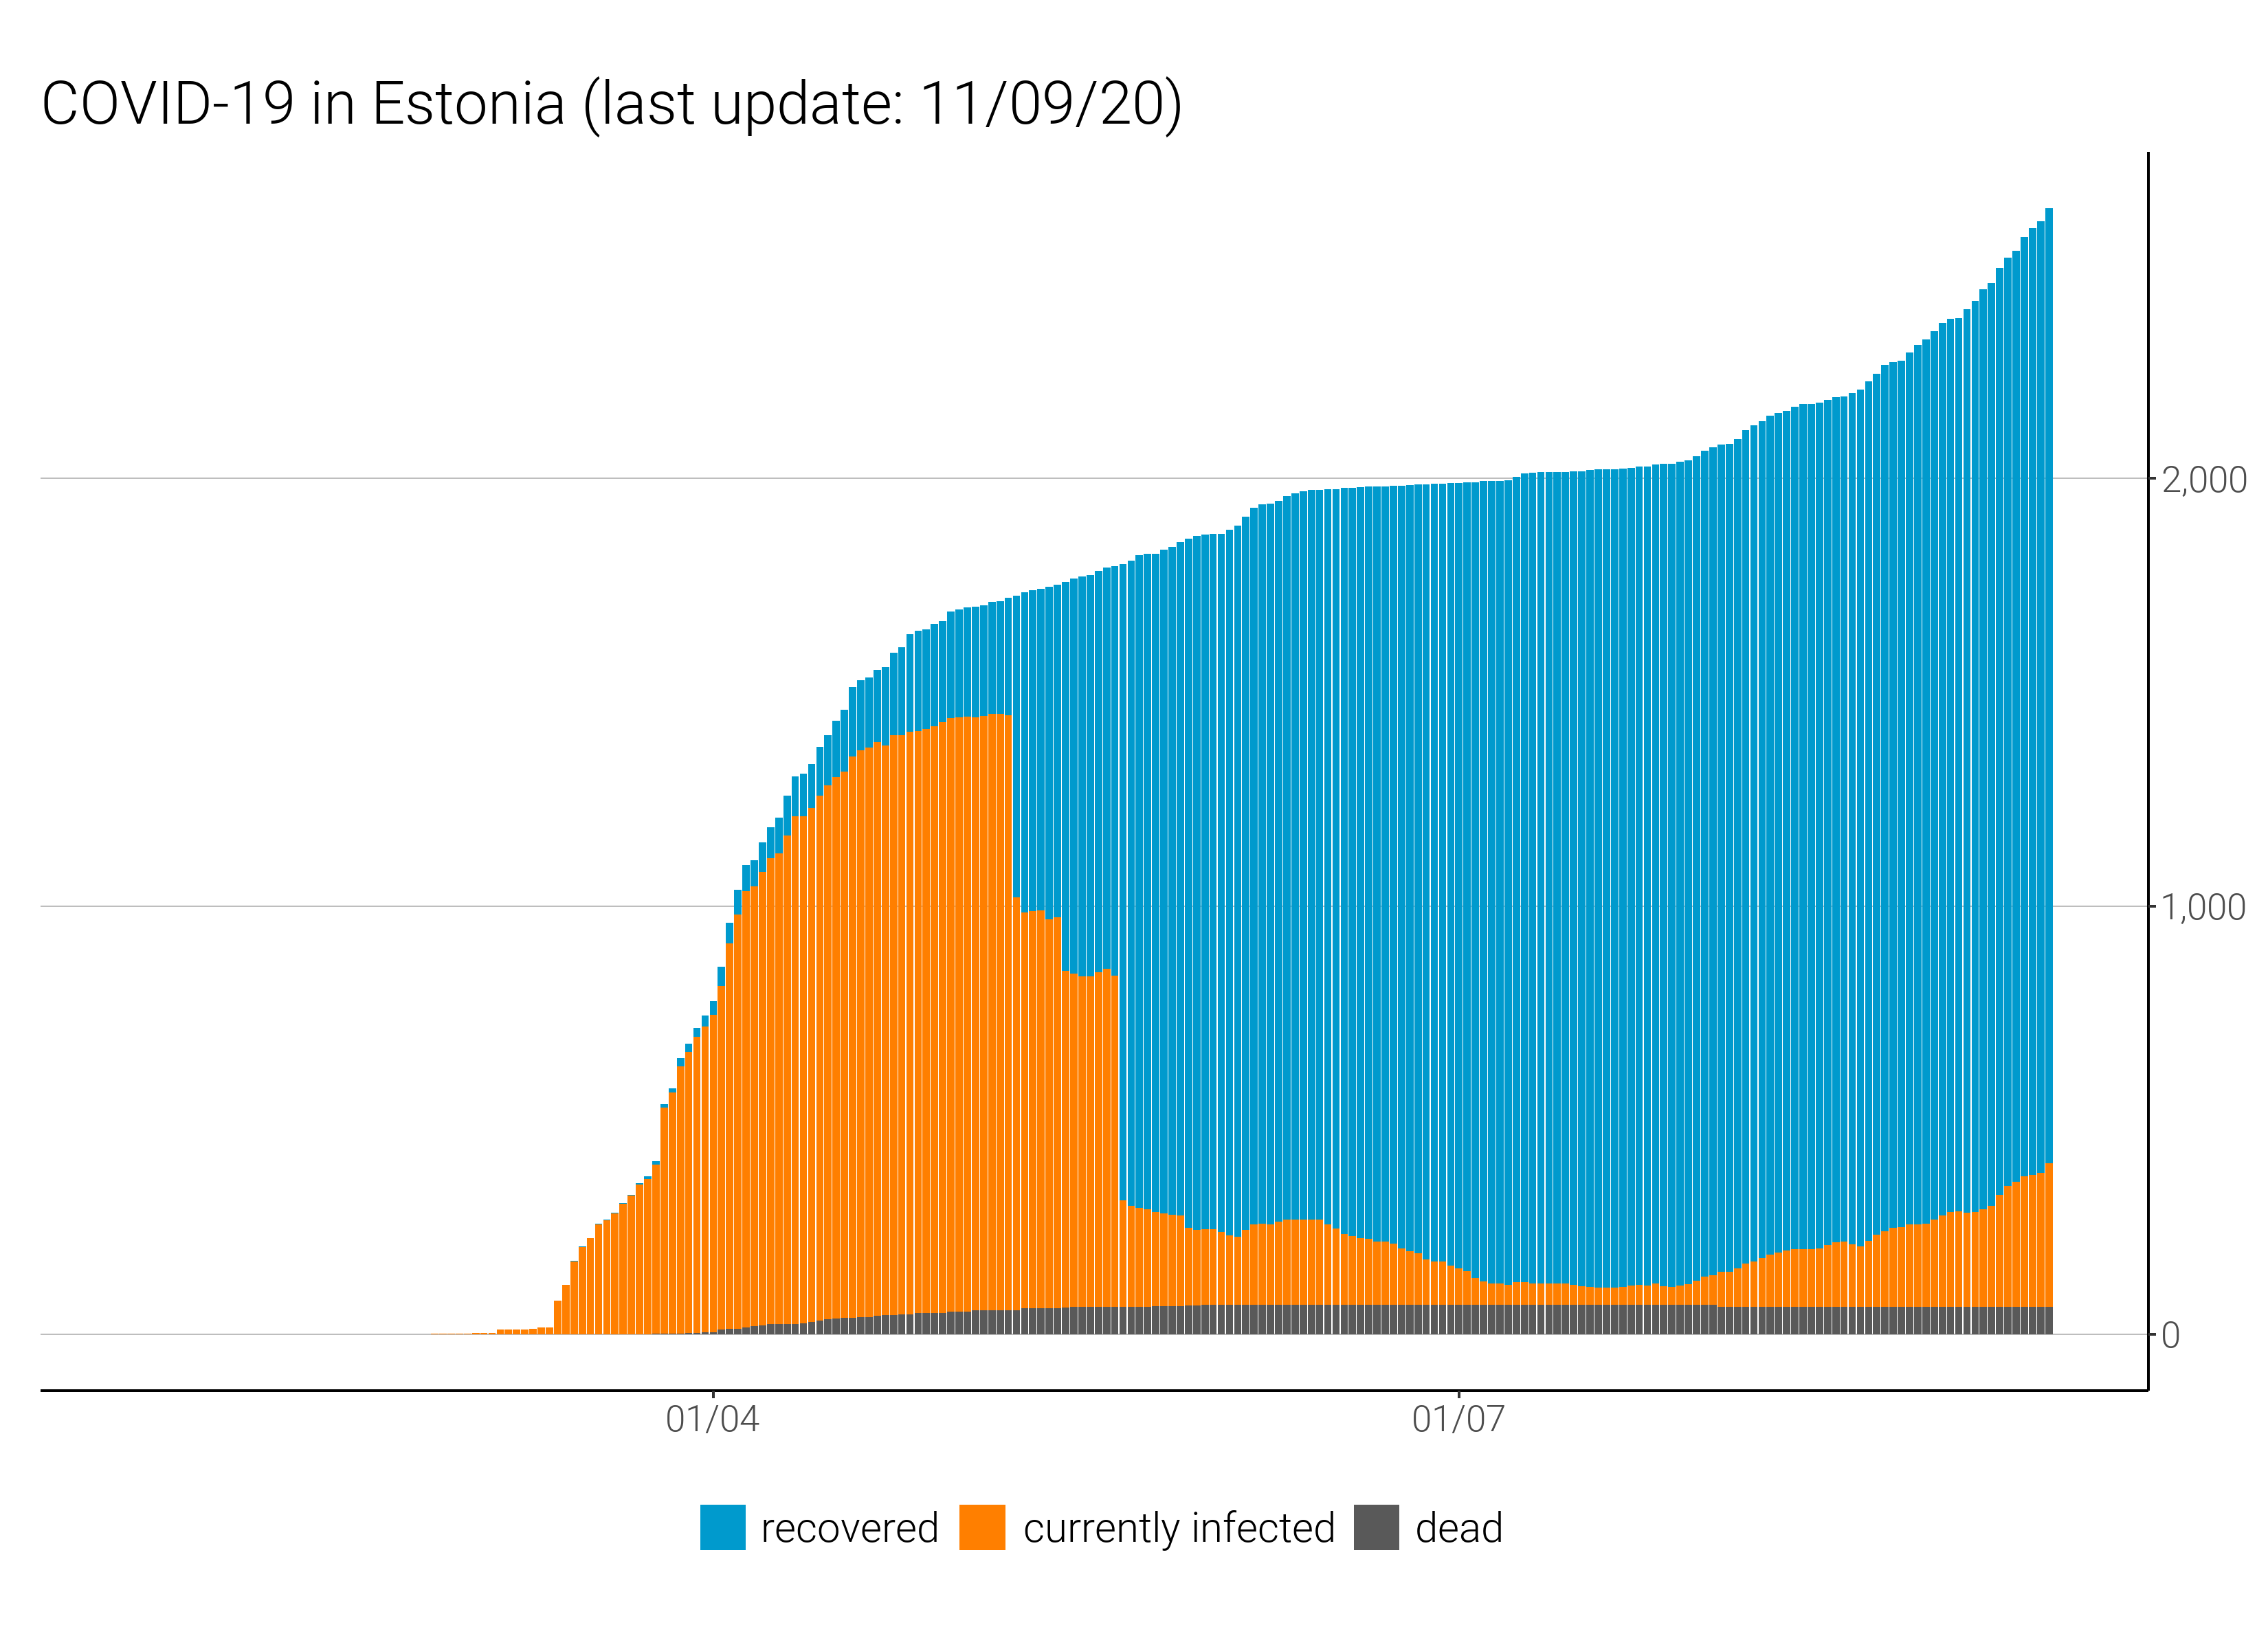 COVID-19 in Estonia (last update: 11/09/20)
2,000
1,000
0
01/04 01/07
recovered currently infected dead